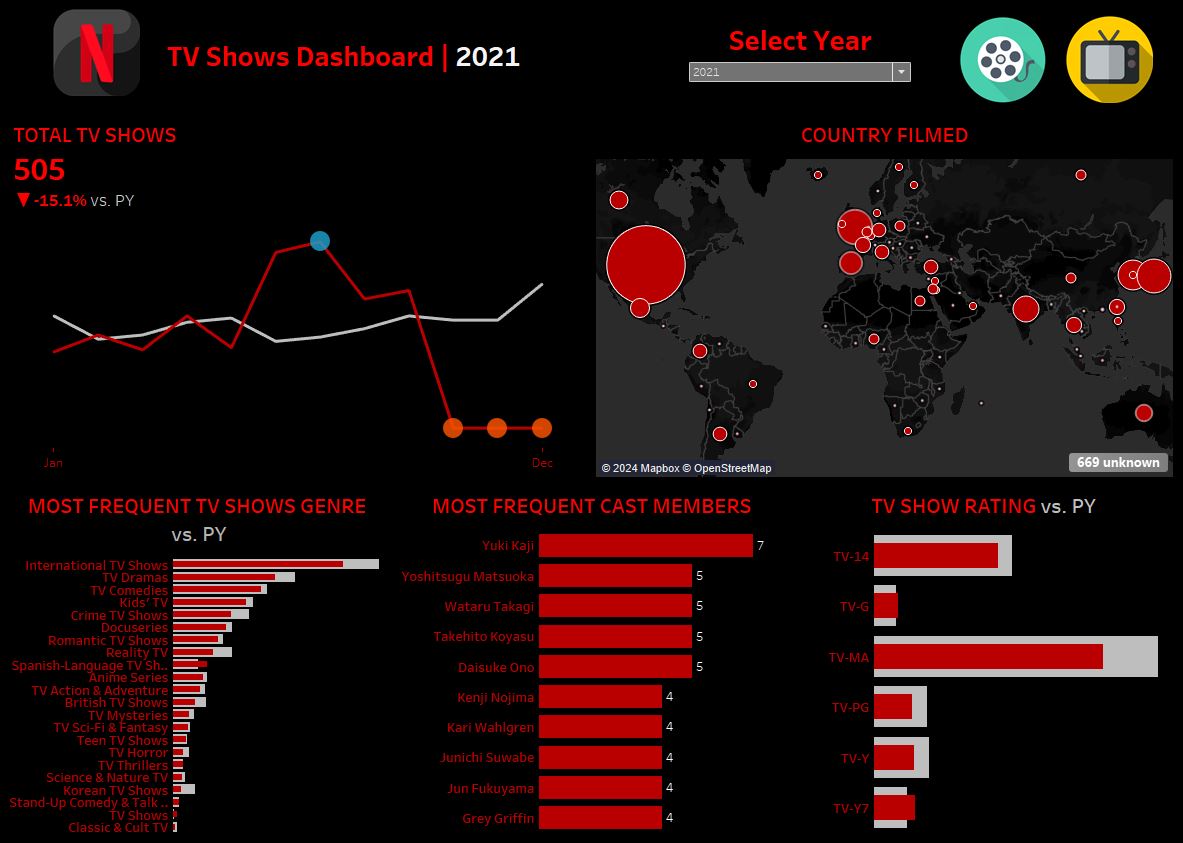 N
TV Shows Dashboard | 2021
Select Year
2021
TOTAL TV SHOWS
505
▼ -15.1% vs. PY
Jan
Dec
COUNTRY FILMED
© 2024 Mapbox © OpenStreetMap
669 unknown
MOST FREQUENT TV SHOWS GENRE
vs. PY
International TV Shows
TV Dramas
TV Comedies
Kids' TV
Crime TV Shows
Docuseries
Romantic TV Shows
Reality TV
Spanish-Language TV Sh..
Anime Series
TV Action & Adventure
British TV Shows
TV Mysteries
TV Sci-Fi & Fantasy
Teen TV Shows
TV Horror
TV Thrillers
Science & Nature TV
Korean TV Shows
Stand-Up Comedy & Talk ..
TV Shows
Classic & Cult TV
MOST FREQUENT CAST MEMBERS
Yuki Kaji 7
Yoshitsugu Matsuoka 5
Wataru Takagi 5
Takehito Koyasu 5
Daisuke Ono 5
Kenji Nojima 4
Kari Wahlgren 4
Junichi Suwabe 4
Jun Fukuyama 4
Grey Griffin 4
TV SHOW RATING vs. PY
TV-14
TV-G
TV-MA
TV-PG
TV-Y
TV-Y7